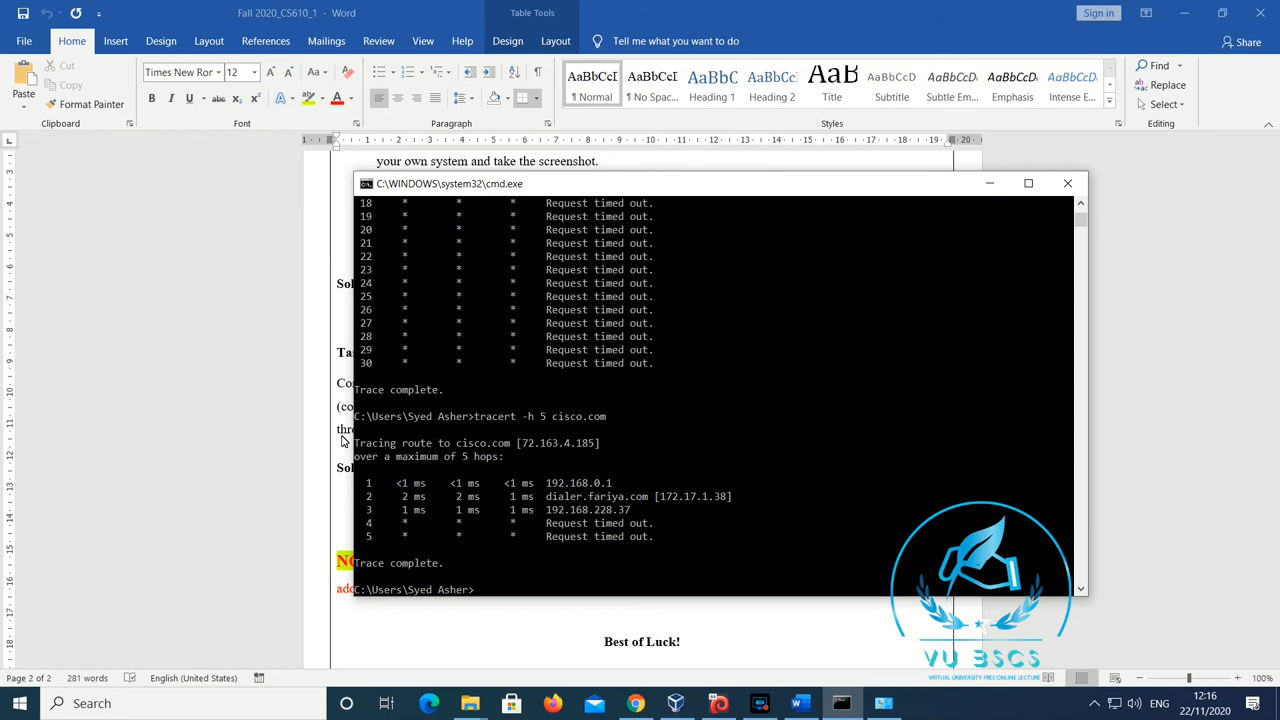 Fall 2020_CS610_1
Table Tools
Sign in
File Home Insert Design Layout References Mailings Review View Help Design Layout Tell me what you want to do Share
Paste
Cut
Copy
Format Painter
Clipboard
Times New Ror 12
Font
Paragraph
AaBbCcI AaBbCcI AaBbC AaBbCc AaBb AaBbCcD AaBbCcDi AaBbCcDi AaBbCcDi
¶ Normal ¶ No Spac... Heading 1 Heading 2 Title Subtitle Subtle Em... Emphasis Intense E...
Styles
Find
Replace
Select
Editing
your own system and take the screenshot.
C:\WINDOWS\system32\cmd.exe
18 * * * Request timed out.
19 * * * Request timed out.
20 * * * Request timed out.
21 * * * Request timed out.
22 * * * Request timed out.
23 * * * Request timed out.
24 * * * Request timed out.
25 * * * Request timed out.
26 * * * Request timed out.
27 * * * Request timed out.
28 * * * Request timed out.
29 * * * Request timed out.
30 * * * Request timed out.
Trace complete.
C:\Users\Syed Asher>tracert -h 5 cisco.com
Tracing route to cisco.com [72.163.4.185]
over a maximum of 5 hops:
1 <1 ms <1 ms <1 ms 192.168.0.1
2 2 ms 2 ms 1 ms dialer.fariya.com [172.17.1.38]
3 1 ms 1 ms 1 ms 192.168.228.37
4 * * * Request timed out.
5 * * * Request timed out.
Trace complete.
C:\Users\Syed Asher>
Best of Luck!
VU BSCS
VIRTUAL UNIVERSITY FREE ONLINE LECTURE
Page 2 of 2 281 words English (United States) 100%
Search
ENG
12:16
22/11/2020